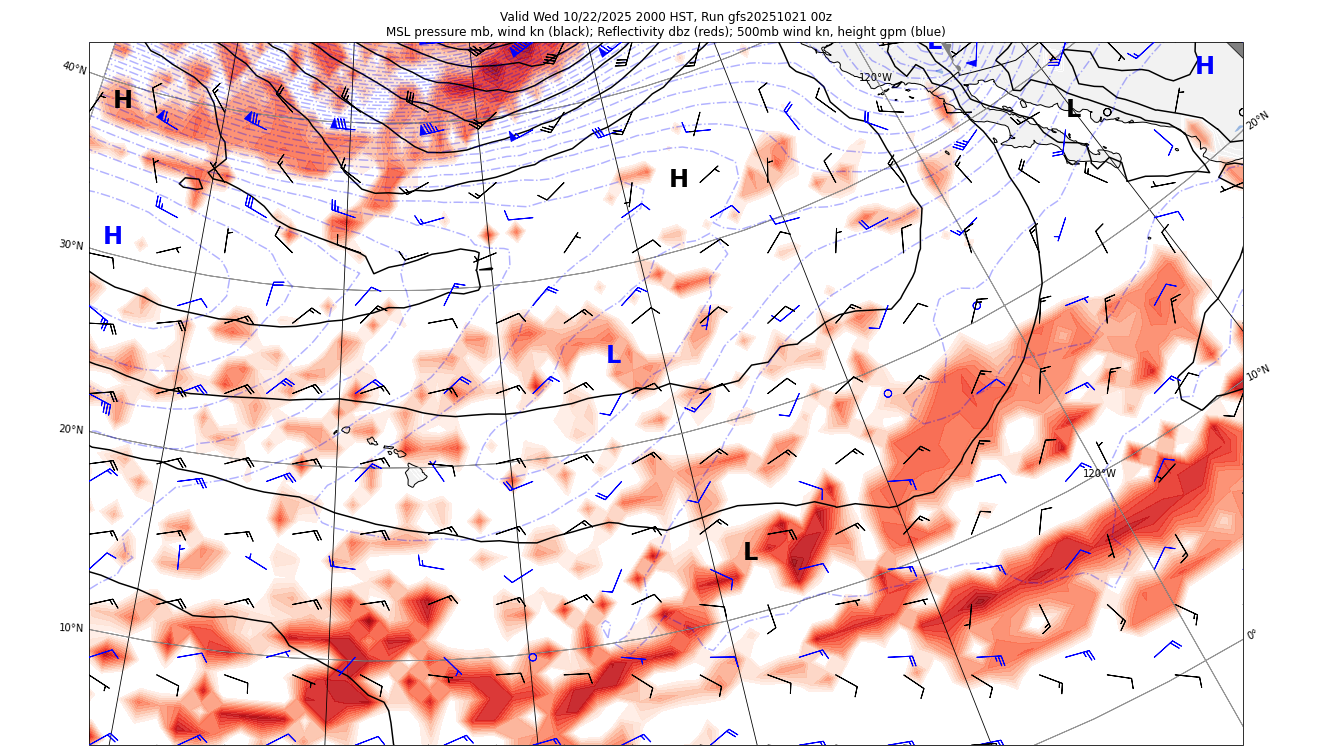 Valid Wed 10/22/2025 2000 HST, Run gfs20251021 00z
MSL pressure mb, wind kn (black); Reflectivity dbz (reds); 500mb wind kn, height gpm (blue)
L
40°N
H
120°W
H
L
20°N
H
30°N
H
L
10°N
20°N
120°W
L
10°N
0°